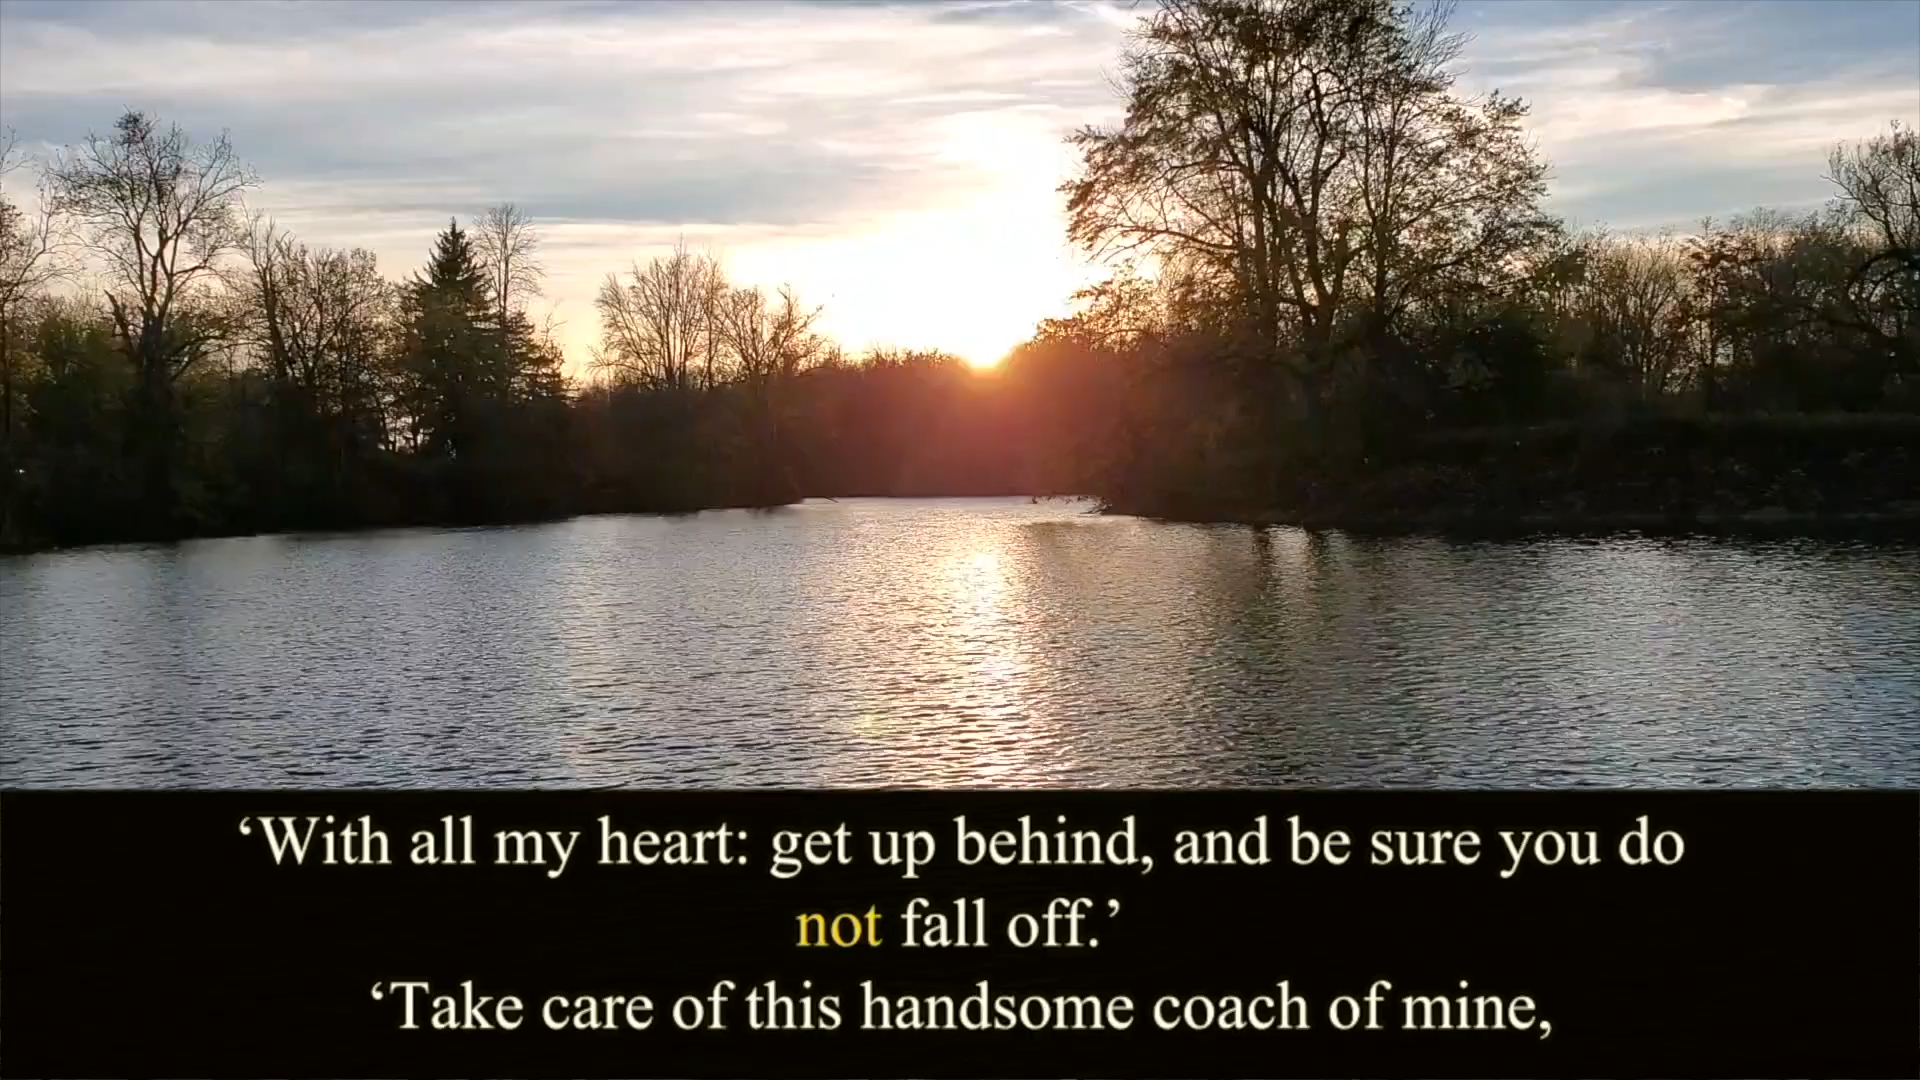 ‘With all my heart: get up behind, and be sure you do
not fall off.’
‘Take care of this handsome coach of mine,